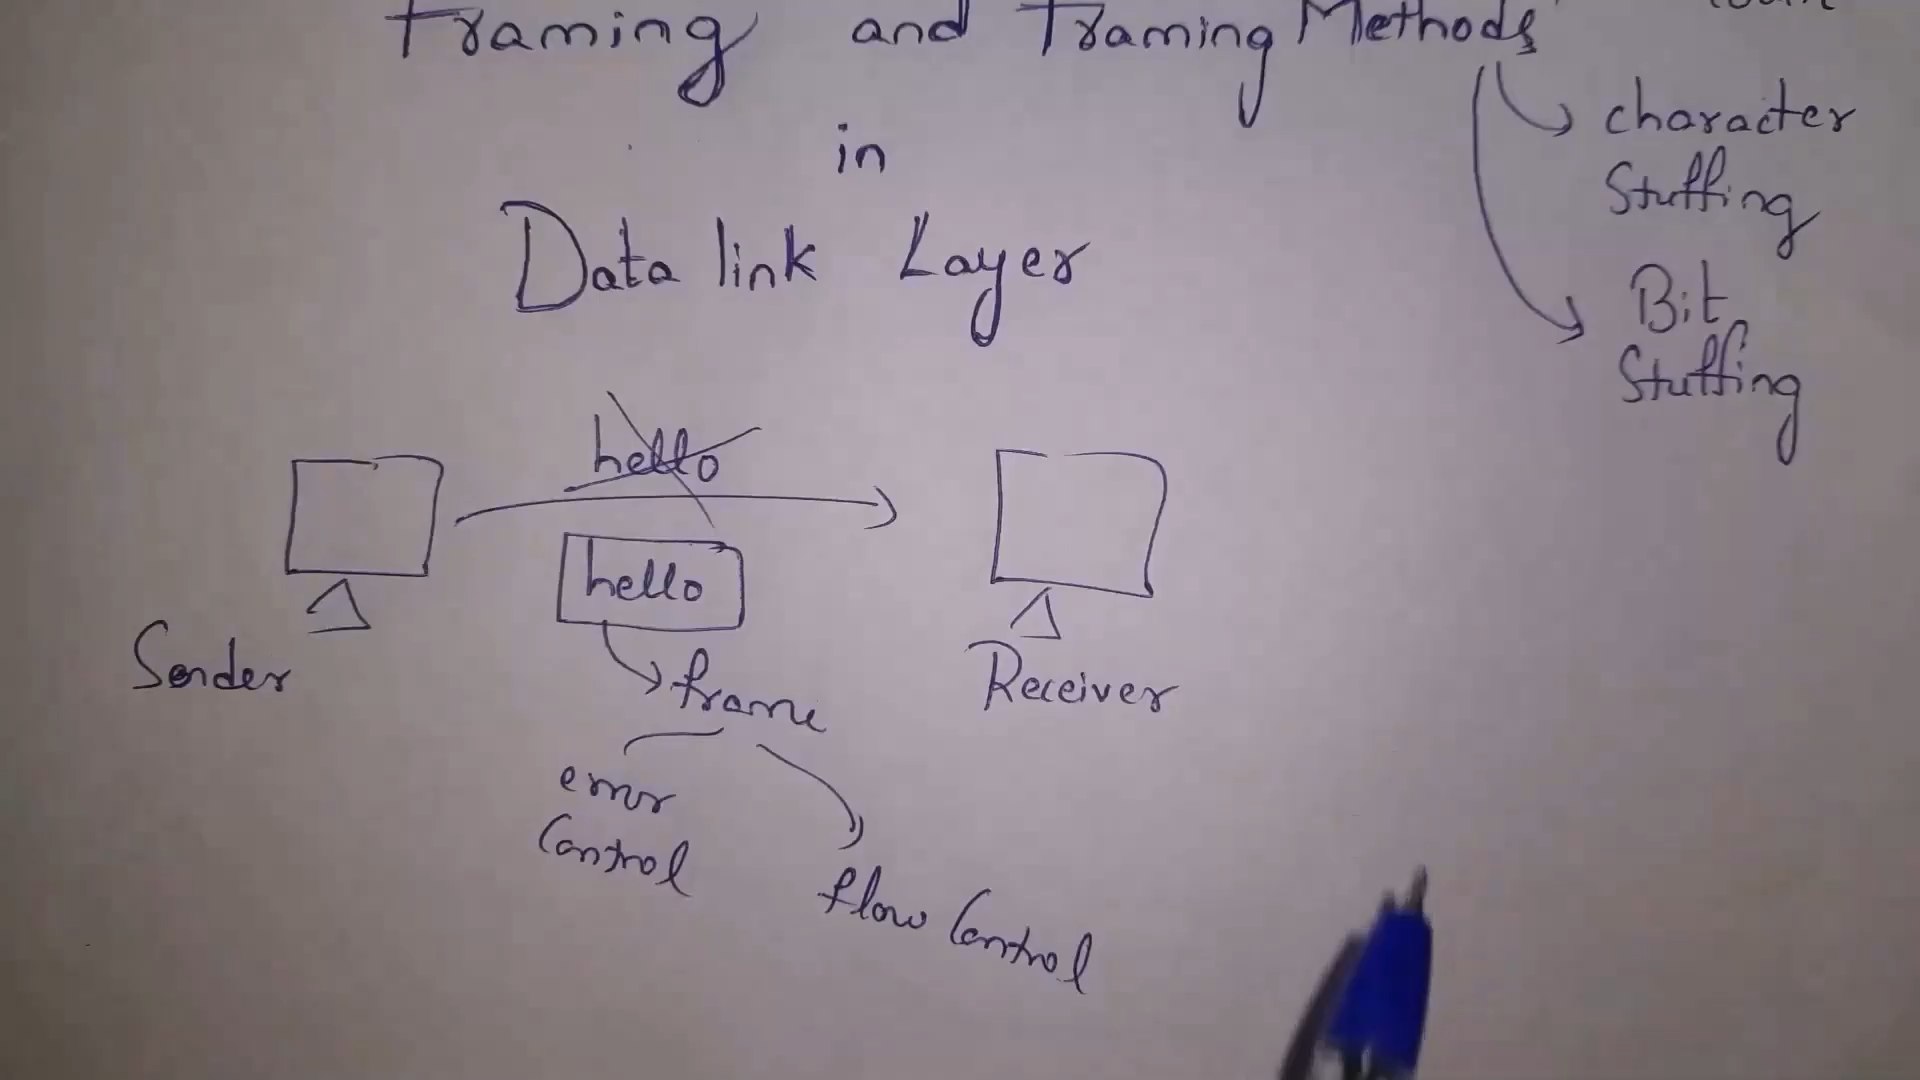 Framing and Framing Methods
in
Data link Layer
character
Stuffing
Bit
Stuffing
hello
hello
Sender
frame
Receiver
error
Control
flow Control